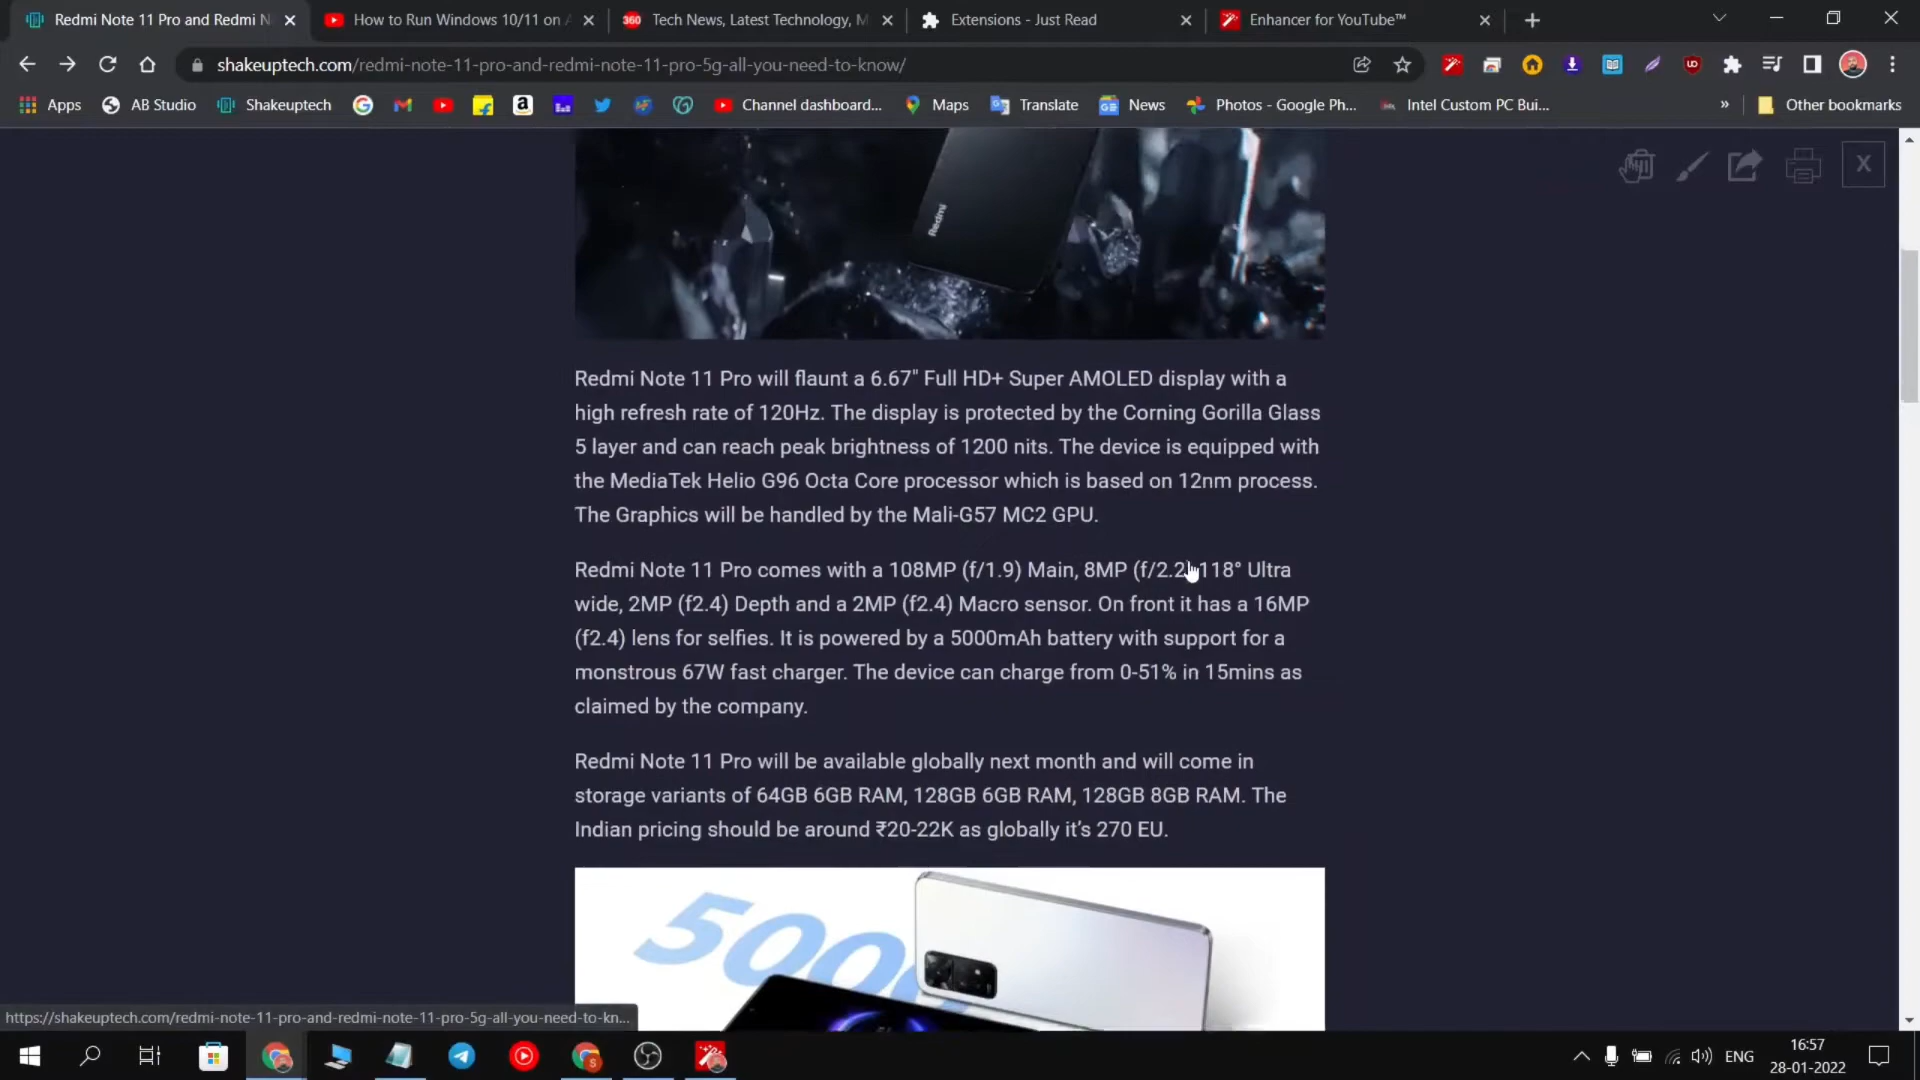 Redmi Note 11 Pro and Redmi N
How to Run Windows 10/11 on A
360 Tech News, Latest Technology, M
Extensions - Just Read
Enhancer for YouTube™
shakeuptech.com/redmi-note-11-pro-and-redmi-note-11-pro-5g-all-you-need-to-know/
Apps AB Studio Shakeuptech Channel dashboard... Maps Translate News Photos - Google Ph... Intel Custom PC Bui... » Other bookmarks
X
Redmi
Redmi Note 11 Pro will flaunt a 6.67" Full HD+ Super AMOLED display with a
high refresh rate of 120Hz. The display is protected by the Corning Gorilla Glass
5 layer and can reach peak brightness of 1200 nits. The device is equipped with
the MediaTek Helio G96 Octa Core processor which is based on 12nm process.
The Graphics will be handled by the Mali-G57 MC2 GPU.
Redmi Note 11 Pro comes with a 108MP (f/1.9) Main, 8MP (f/2.2) 118° Ultra
wide, 2MP (f2.4) Depth and a 2MP (f2.4) Macro sensor. On front it has a 16MP
(f2.4) lens for selfies. It is powered by a 5000mAh battery with support for a
monstrous 67W fast charger. The device can charge from 0-51% in 15mins as
claimed by the company.
Redmi Note 11 Pro will be available globally next month and will come in
storage variants of 64GB 6GB RAM, 128GB 6GB RAM, 128GB 8GB RAM. The
Indian pricing should be around ₹20-22K as globally it's 270 EU.
500
https://shakeuptech.com/redmi-note-11-pro-and-redmi-note-11-pro-5g-all-you-need-to-kn...
ENG
16:57
28-01-2022